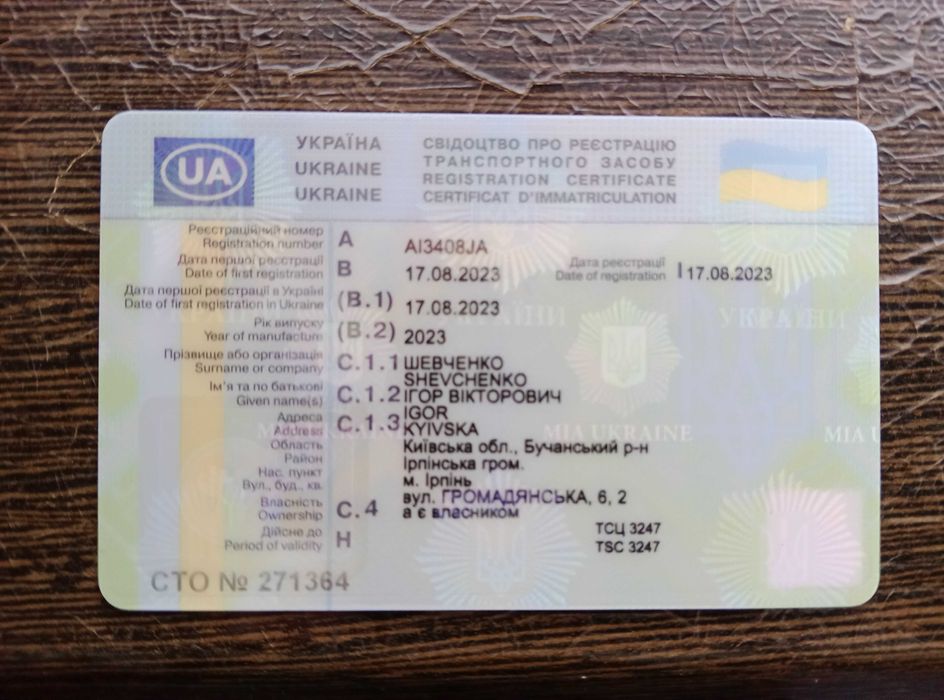 UA
УКРАЇНА
UKRAINE
UKRAINE
СВІДОЦТВО ПРО РЕЄСТРАЦІЮ
ТРАНСПОРТНОГО ЗАСОБУ
REGISTRATION CERTIFICATE
CERTIFICAT D'IMMATRICULATION
Реєстраційний номер
Registration number A AI3408JA
Дата першої реєстрації
Date of first registration B 17.08.2023
Дата реєстрації
Date of registration I 17.08.2023
Дата першої реєстрації в Україні
Date of first registration in Ukraine (B.1) 17.08.2023
Рік випуску
Year of manufacture (B.2) 2023
Прізвище або організація
Surname or company C.1.1 ШЕВЧЕНКО
SHEVCHENKO
Ім'я та по батькові
Given name(s) C.1.2 ІГОР ВІКТОРОВИЧ
IGOR
Адреса
Address C.1.3 KYIVSKA
Область
Район
Нас. пункт
Вул., буд., кв.
Київська обл., Бучанський р-н
Ірпінська гром.
м. Ірпінь
вул. ГРОМАДЯНСЬКА, 6, 2
Власність
Ownership C.4 а є власником
Дійсне до
Period of validity H
ТСЦ 3247
TSC 3247
СТО № 271364
УКРАЇНИ
MIA UKRAINE
MIA U